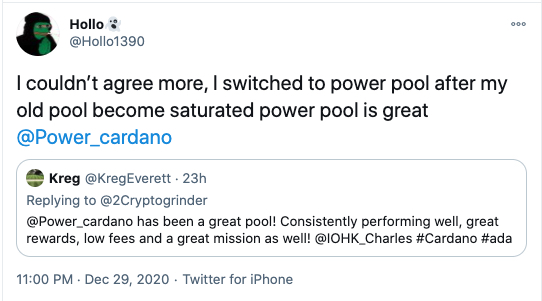 Hollo👻
@Hollo1390
I couldn't agree more, I switched to power pool after my
old pool become saturated power pool is great
@Power_cardano
Kreg @KregEverett · 23h
Replying to @2Cryptogrinder
@Power_cardano has been a great pool! Consistently performing well, great
rewards, low fees and a great mission as well! @IOHK_Charles #Cardano #ada
11:00 PM · Dec 29, 2020 · Twitter for iPhone